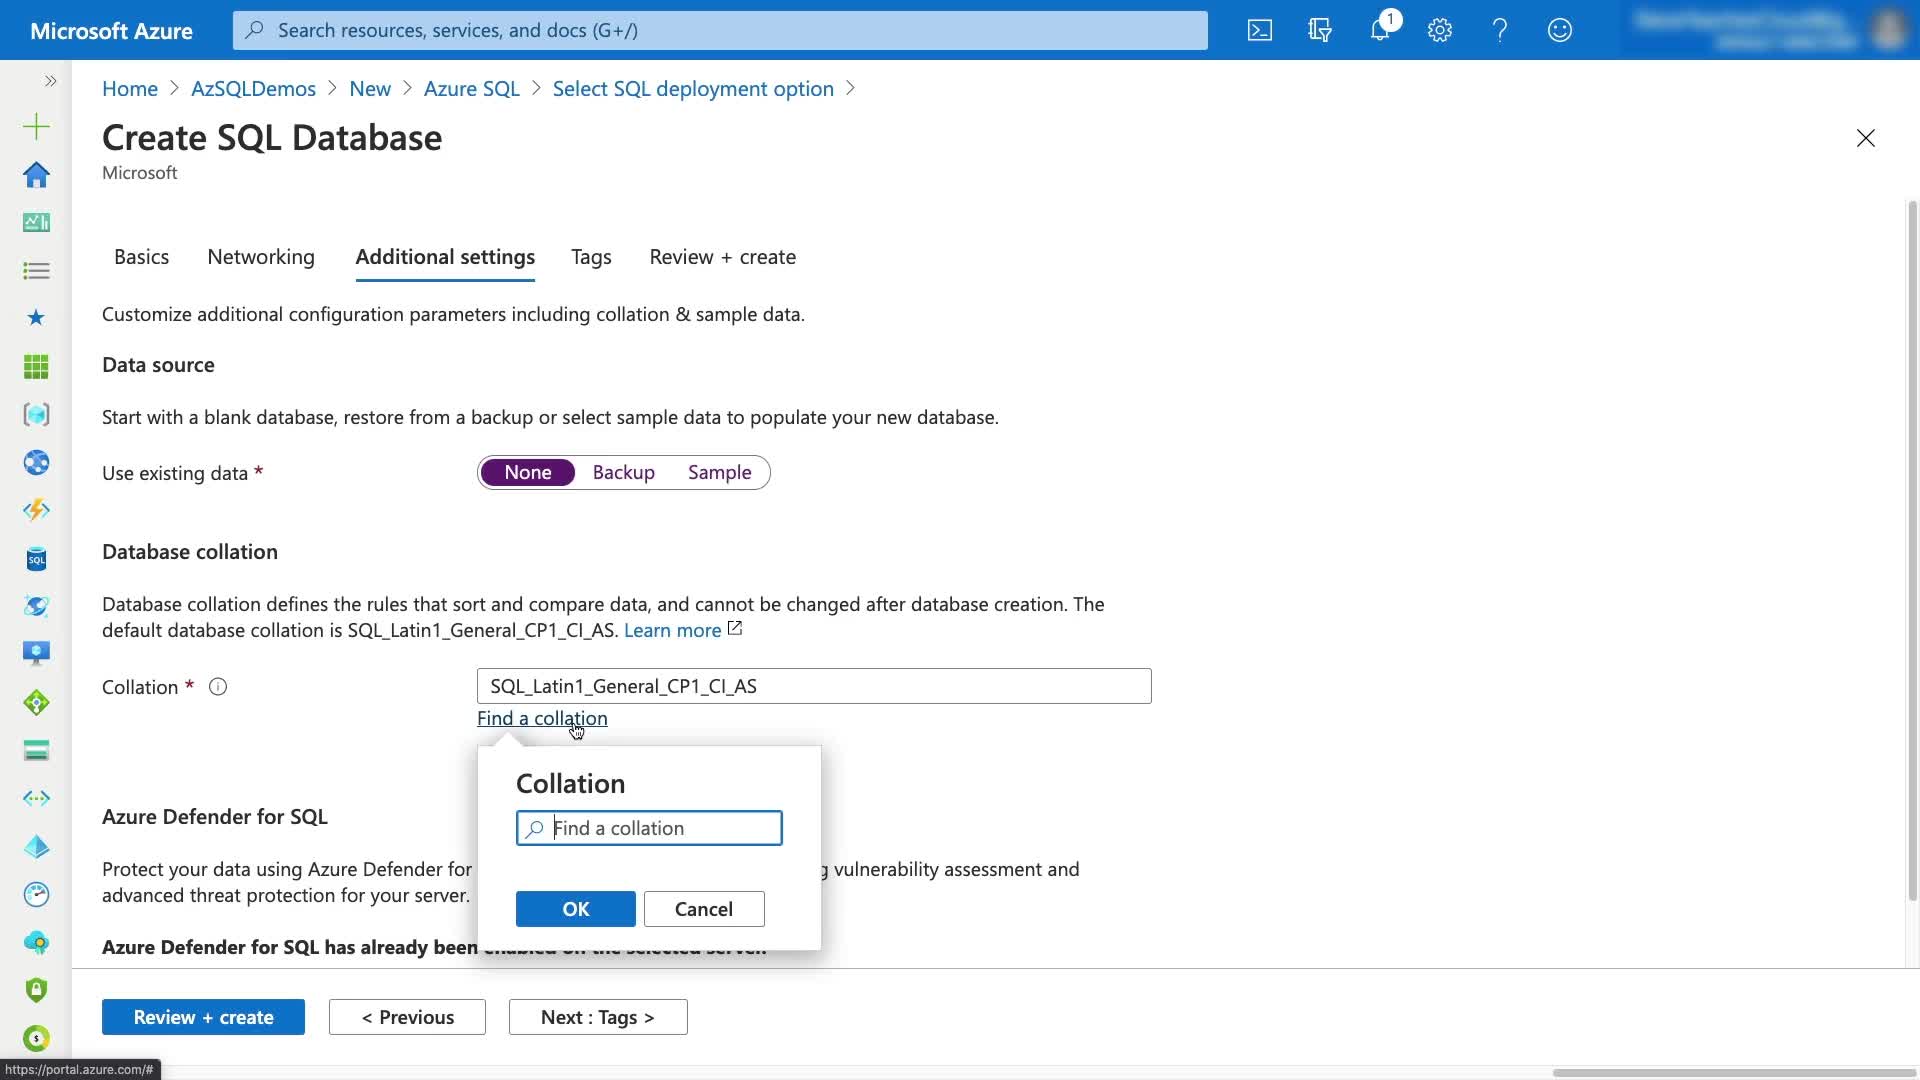 Microsoft Azure
Search resources, services, and docs (G+/)
1
Home > AzSQLDemos > New > Azure SQL > Select SQL deployment option >
Create SQL Database
Microsoft
Basics Networking Additional settings Tags Review + create
Customize additional configuration parameters including collation & sample data.
Data source
Start with a blank database, restore from a backup or select sample data to populate your new database.
Use existing data *
None Backup Sample
Database collation
Database collation defines the rules that sort and compare data, and cannot be changed after database creation. The
default database collation is SQL_Latin1_General_CP1_CI_AS. Learn more
Collation *
SQL_Latin1_General_CP1_CI_AS
Find a collation
Collation
Find a collation
OK Cancel
Azure Defender for SQL
Protect your data using Azure Defender for vulnerability assessment and
advanced threat protection for your server.
Azure Defender for SQL has already been enabled on the selected server.
Review + create < Previous Next : Tags >
https://portal.azure.com/#
SQL